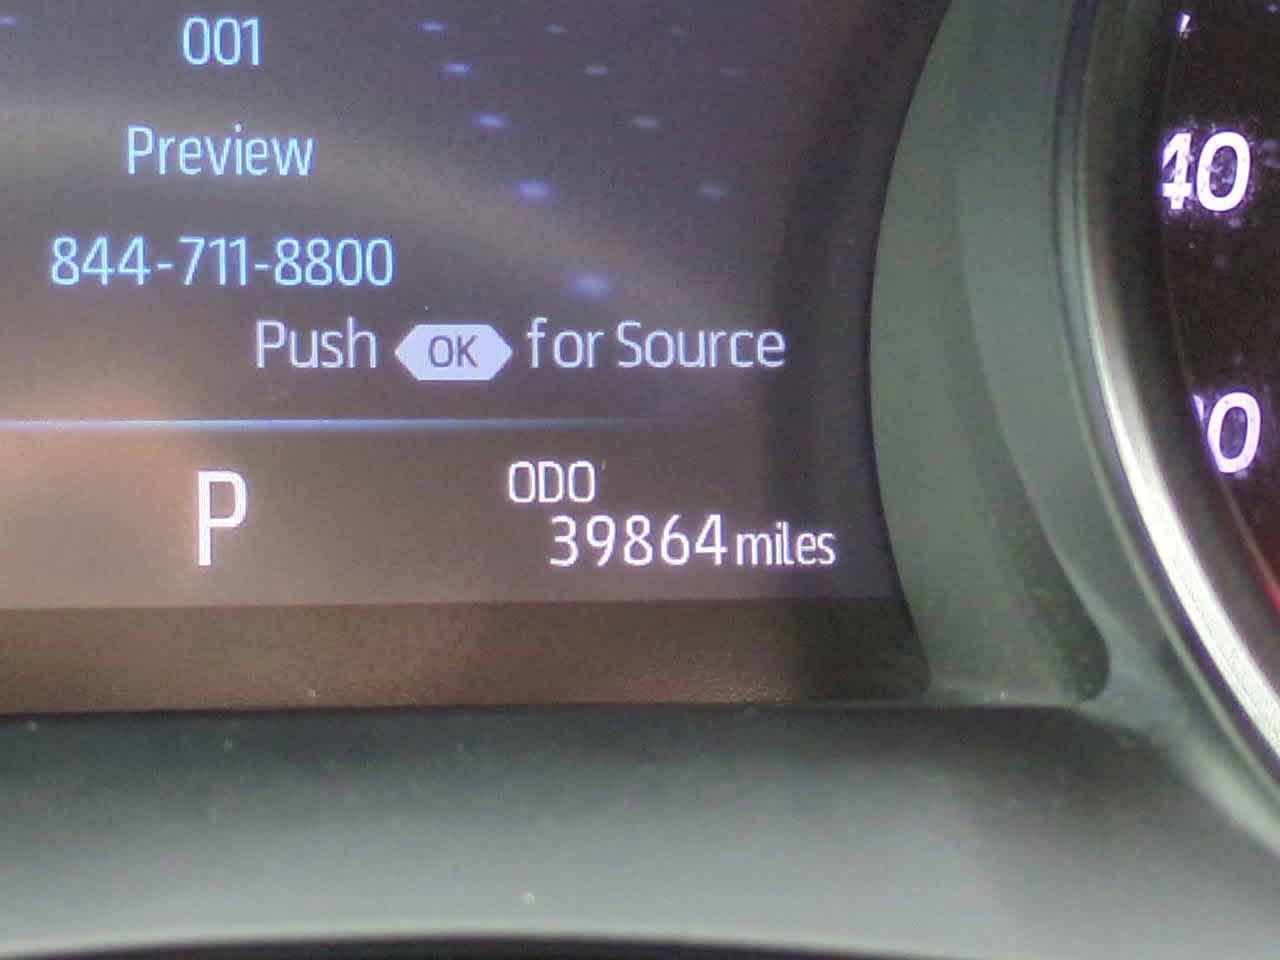 001
Preview
844-711-8800
Push OK for Source
P
ODO
39864 miles
40